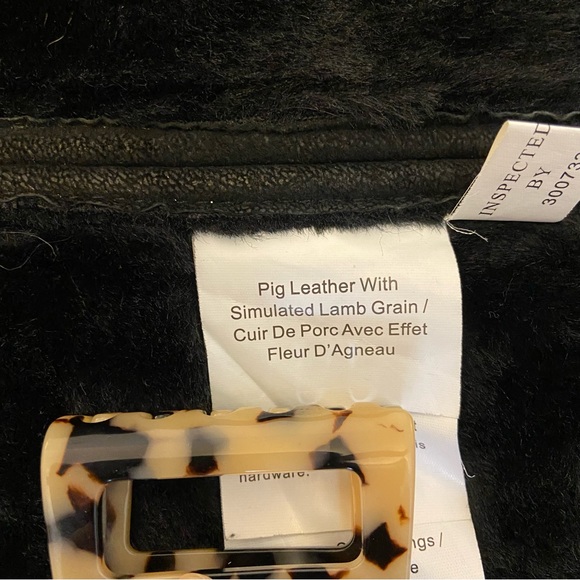 INSPECTED
BY
Pig Leather With
Simulated Lamb Grain /
Cuir De Porc Avec Effet
Fleur D'Agneau
hardware.